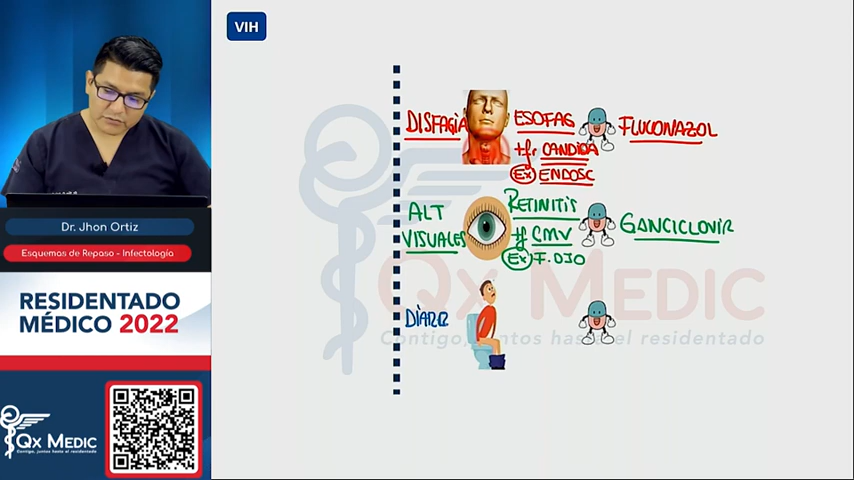 VIH
DISFAGIA
ESOFAG
+fr CANDIDA
Ex ENDOSC
FLUCONAZOL
ALT
VISUALES
RETINITIS
+f CMV
Ex F. OJO
GANCICLOVIR
DIARR
Qx MEDIC
Contigo, juntos hasta el residentado
Dr. Jhon Ortiz
Esquemas de Repaso - Infectología
RESIDENTADO
MÉDICO 2022
Qx MEDIC
Contigo, juntos hasta el residentado